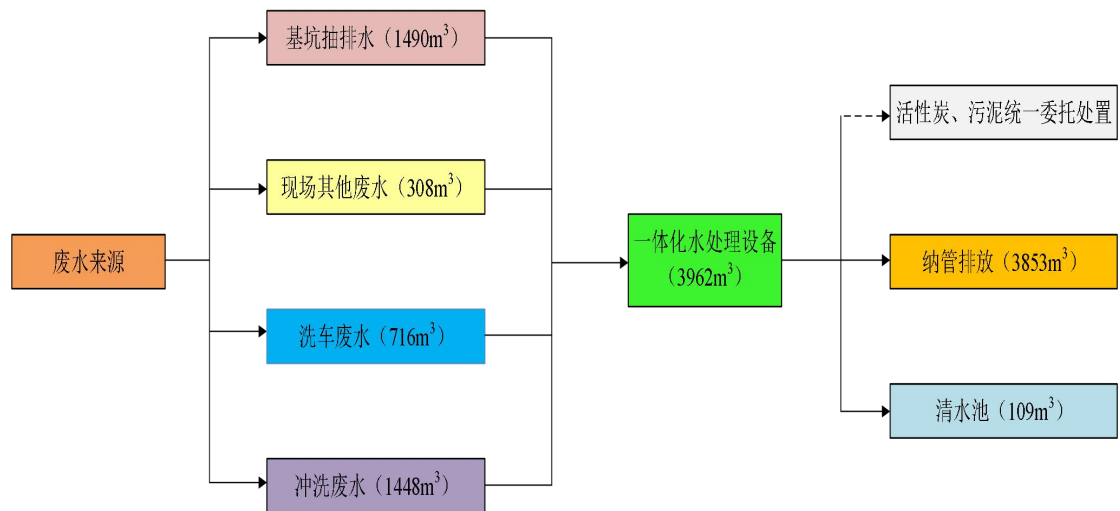 废水来源
基坑抽排水（1490m³）
现场其他废水（308m³）
洗车废水（716m³）
冲洗废水（1448m³）
一体化水处理设备
（3962m³）
活性炭、污泥统一委托处置
纳管排放（3853m³）
清水池（109m³）